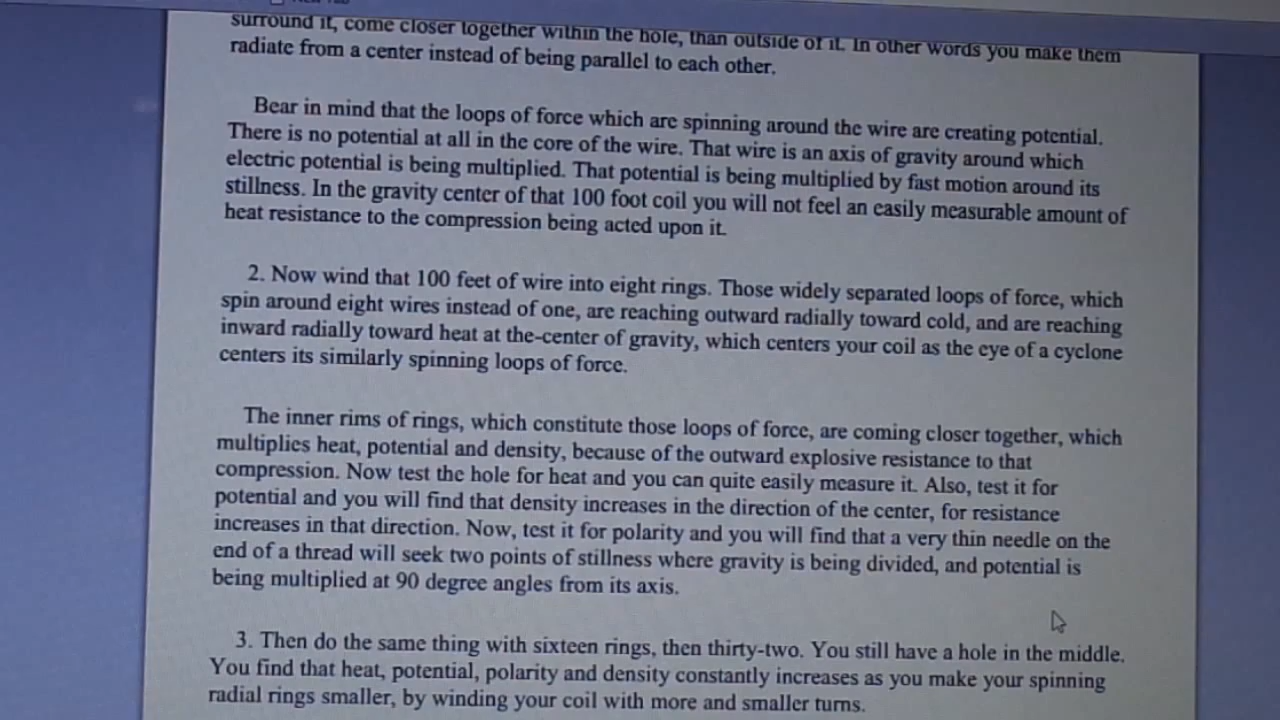 surround it, come closer together within the hole, than outside of it. In other words you make them
radiate from a center instead of being parallel to each other.
Bear in mind that the loops of force which are spinning around the wire are creating potential.
There is no potential at all in the core of the wire. That wire is an axis of gravity around which
electric potential is being multiplied. That potential is being multiplied by fast motion around its
stillness. In the gravity center of that 100 foot coil you will not feel an easily measurable amount of
heat resistance to the compression being acted upon it.
2. Now wind that 100 feet of wire into eight rings. Those widely separated loops of force, which
spin around eight wires instead of one, are reaching outward radially toward cold, and are reaching
inward radially toward heat at the-center of gravity, which centers your coil as the eye of a cyclone
centers its similarly spinning loops of force.
The inner rims of rings, which constitute those loops of force, are coming closer together, which
multiplies heat, potential and density, because of the outward explosive resistance to that
compression. Now test the hole for heat and you can quite easily measure it. Also, test it for
potential and you will find that density increases in the direction of the center, for resistance
increases in that direction. Now, test it for polarity and you will find that a very thin needle on the
end of a thread will seek two points of stillness where gravity is being divided, and potential is
being multiplied at 90 degree angles from its axis.
3. Then do the same thing with sixteen rings, then thirty-two. You still have a hole in the middle.
You find that heat, potential, polarity and density constantly increases as you make your spinning
radial rings smaller, by winding your coil with more and smaller turns.